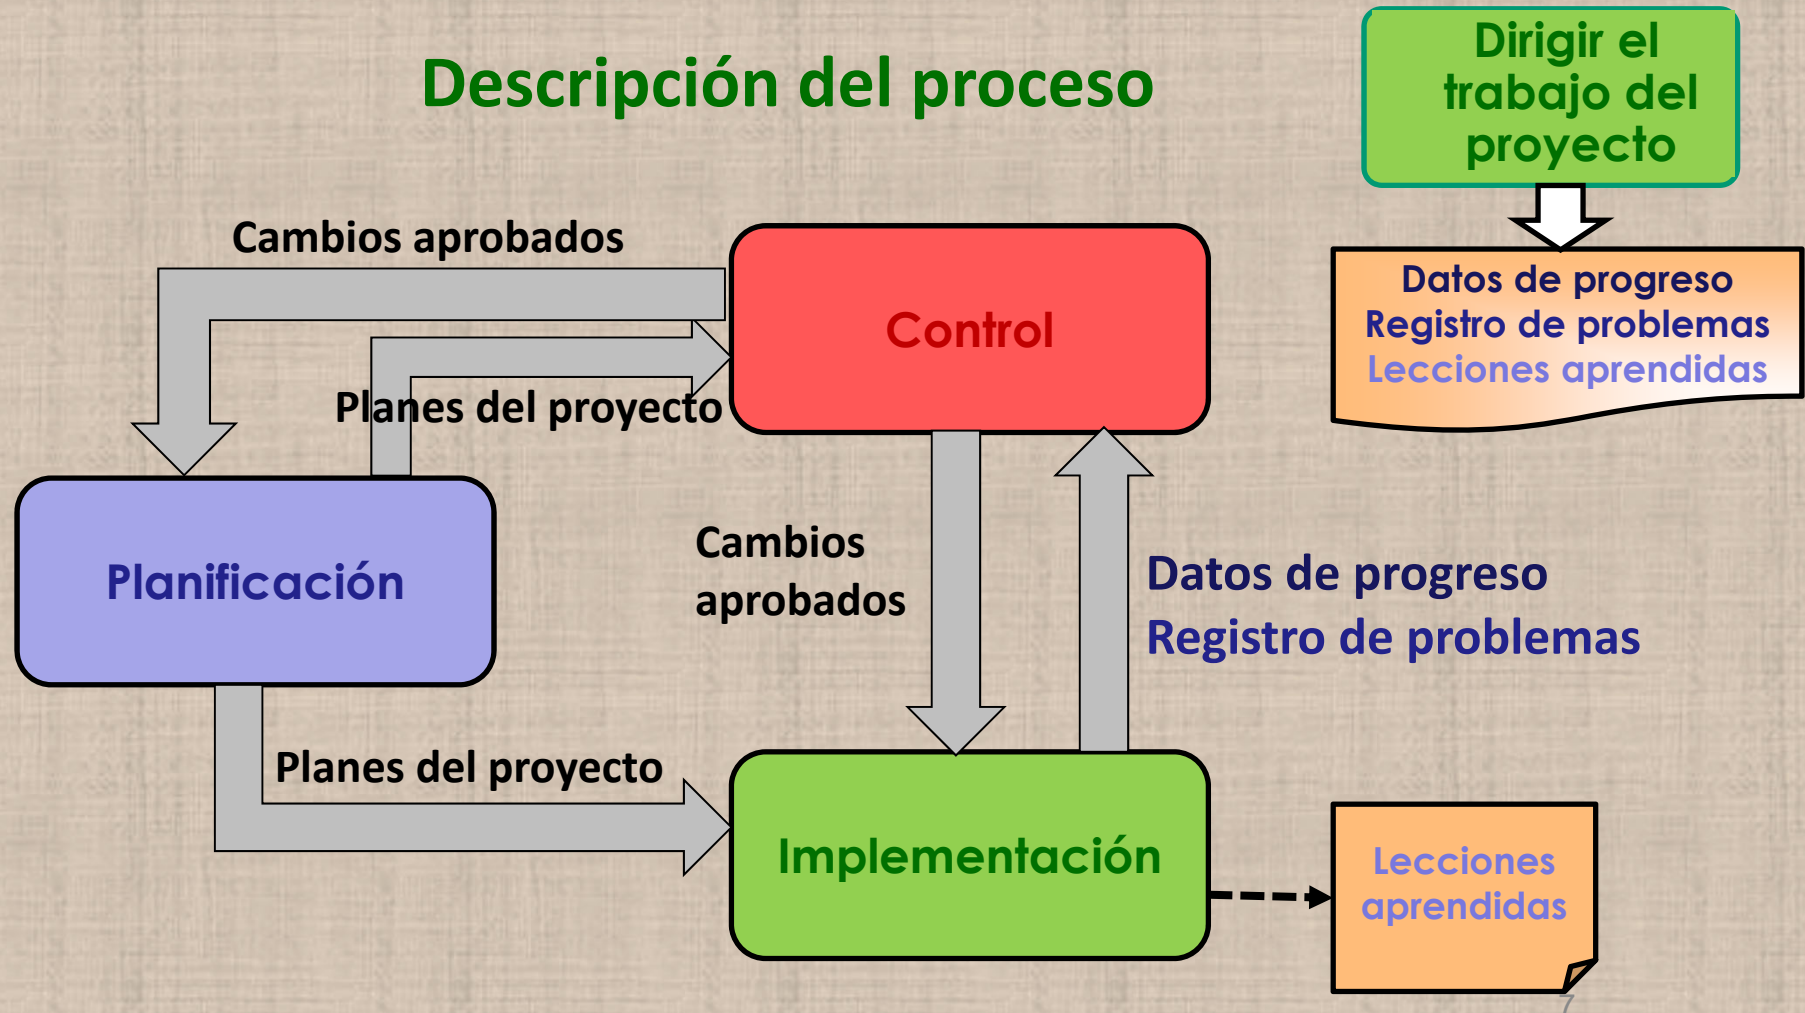 Descripción del proceso
Dirigir el
trabajo del
proyecto
Datos de progreso
Registro de problemas
Lecciones aprendidas
Cambios aprobados
Control
Planes del proyecto
Planificación
Cambios
aprobados
Datos de progreso
Registro de problemas
Planes del proyecto
Implementación
Lecciones
aprendidas
7